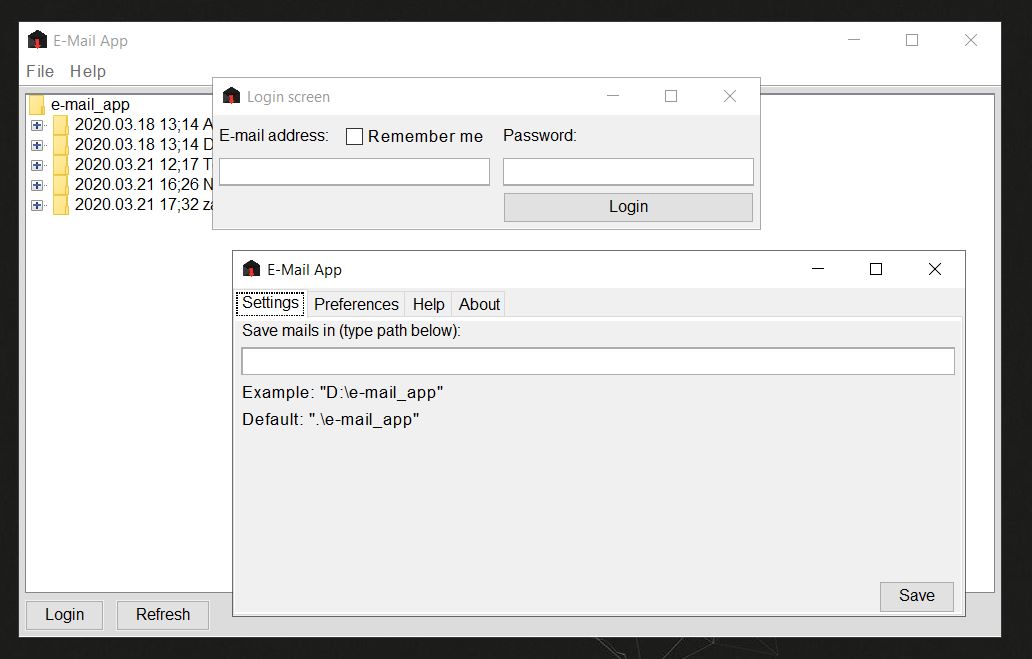 E-Mail App
File Help
e-mail_app
2020.03.18 13;14 A
2020.03.18 13;14 D
2020.03.21 12;17 T
2020.03.21 16;26 N
2020.03.21 17;32 za
Login screen
E-mail address: Remember me Password:
Login
E-Mail App
Settings Preferences Help About
Save mails in (type path below):
Example: "D:\e-mail_app"
Default: ".\e-mail_app"
Save
Login Refresh